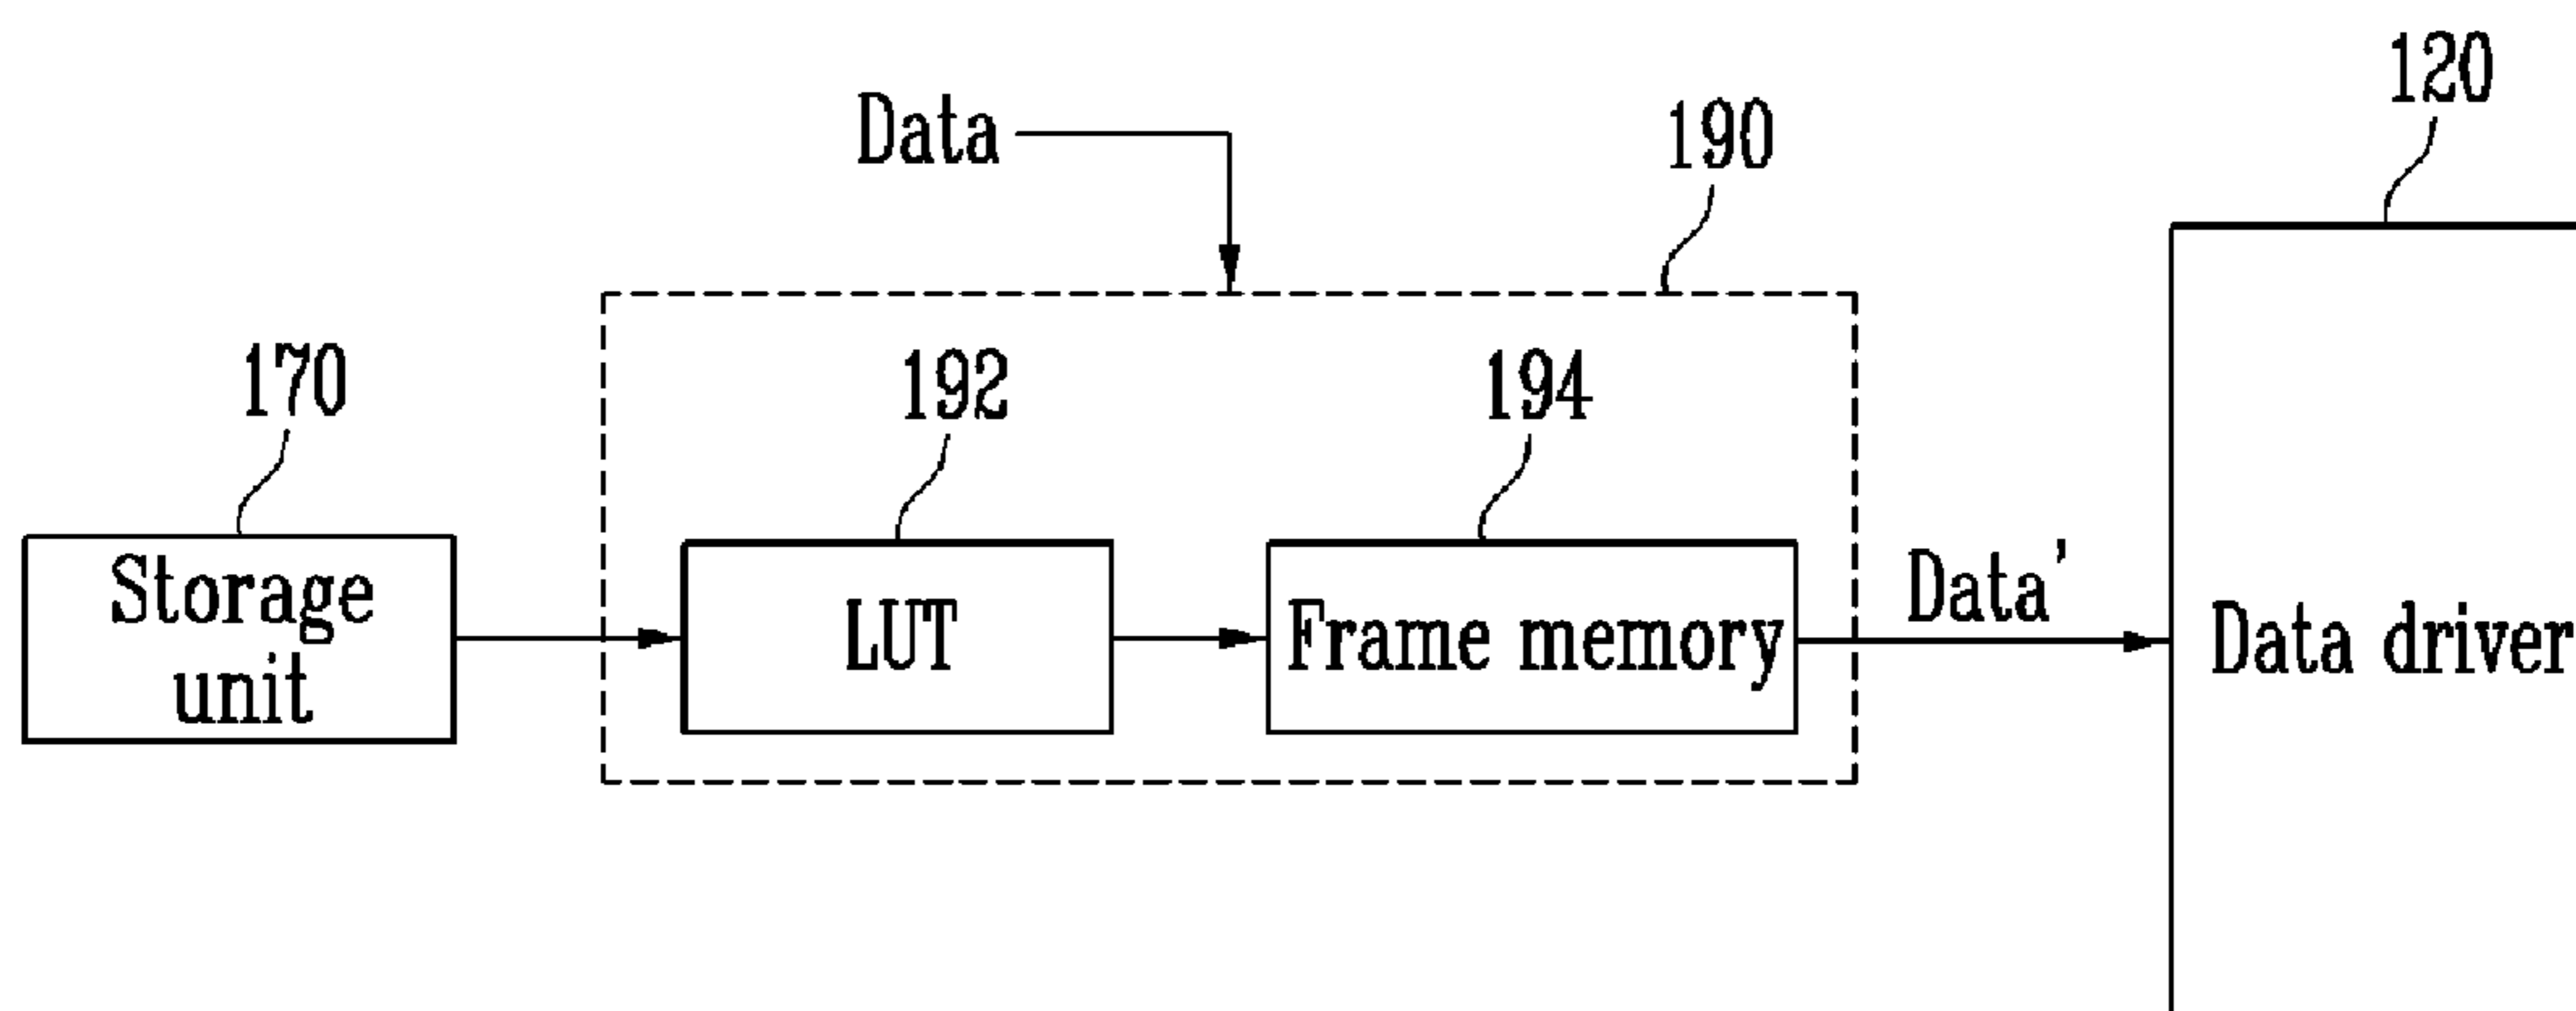 120
Data
190
170
192
194
Storage
unit
LUT
Frame memory
Data'
Data driver